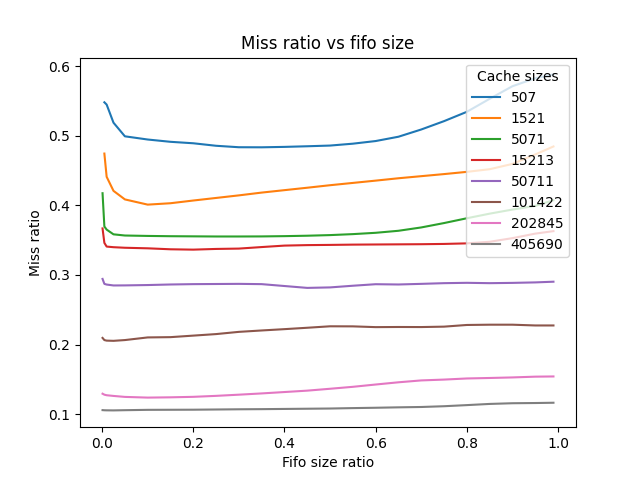 Miss ratio vs fifo size
Cache sizes
507
1521
5071
15213
50711
101422
202845
405690
Miss ratio
0.6
0.5
0.4
0.3
0.2
0.1
0.0 0.2 0.4 0.6 0.8 1.0
Fifo size ratio